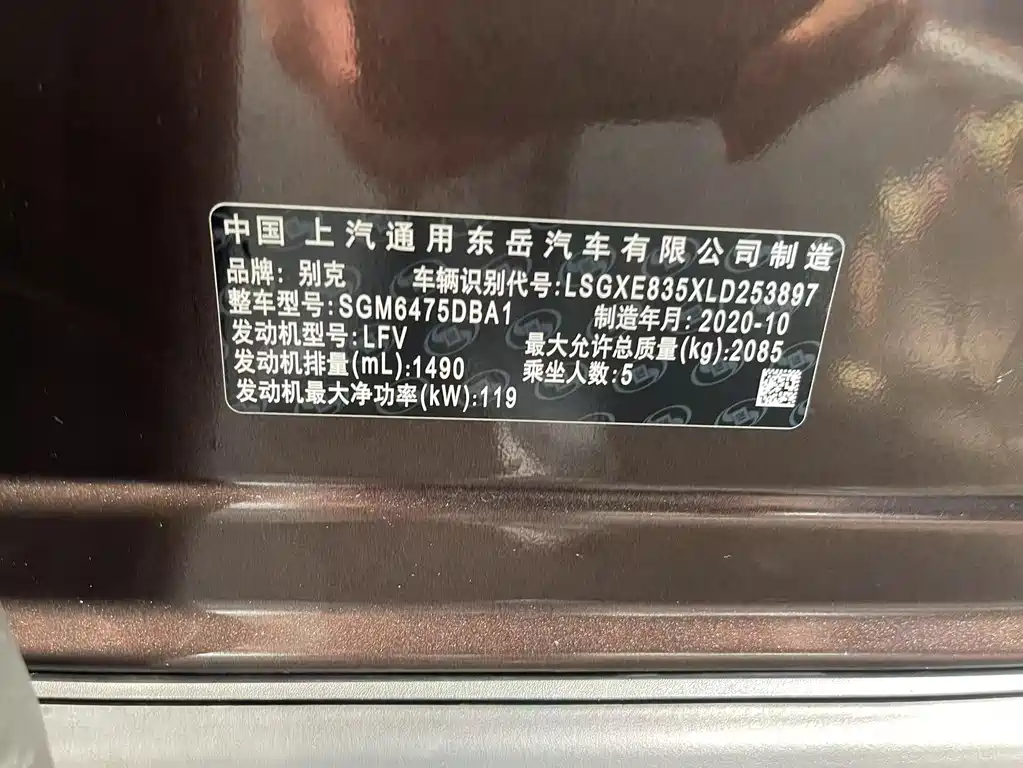 中国 上汽通用东岳汽车有限公司制造
品牌：别克 车辆识别代号:LSGXE835XLD253897
整车型号:SGM6475DBA1 制造年月: 2020-10
发动机型号:LFV 最大允许总质量(kg):2085
发动机排量(mL):1490 乘坐人数:5
发动机最大净功率(kW):119